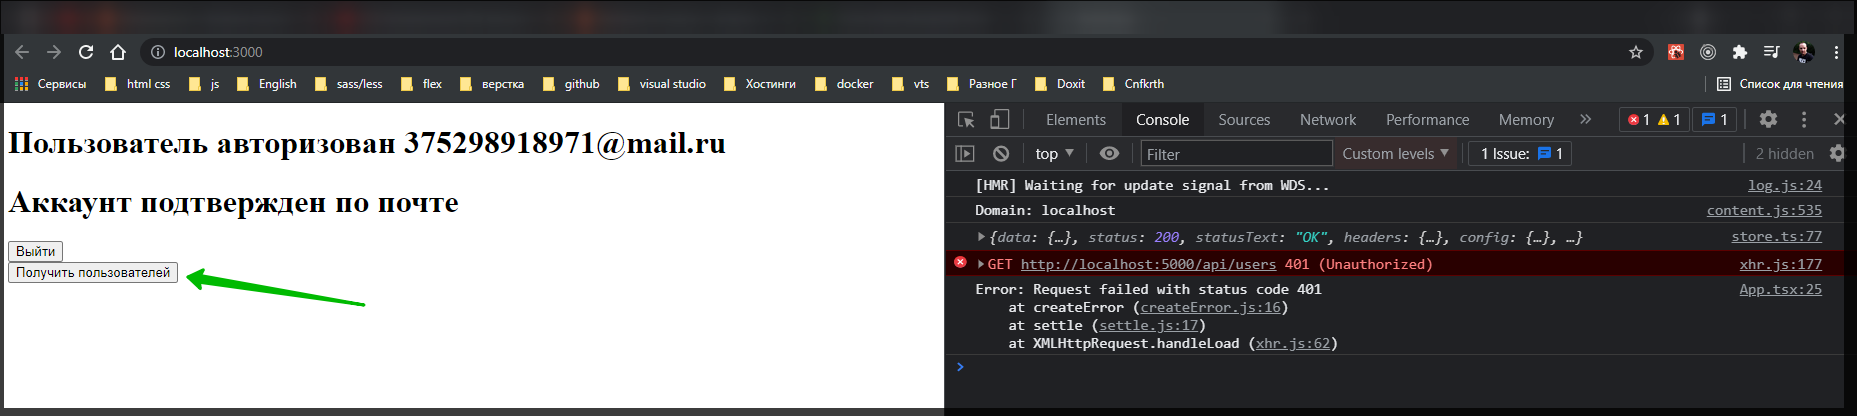 localhost:3000
Сервисы html css js English sass/less flex верстка github visual studio Хостинги docker vts Разное Г Doxit Cnfkrth Список для чтения
Пользователь авторизован 375298918971@mail.ru
Аккаунт подтвержден по почте
Выйти
Получить пользователей
Elements Console Sources Network Performance Memory » 1 1 1
top Filter Custom levels 1 Issue: 1 2 hidden
[HMR] Waiting for update signal from WDS... log.js:24
Domain: localhost content.js:535
{data: {…}, status: 200, statusText: "OK", headers: {…}, config: {…}, …} store.ts:77
GET http://localhost:5000/api/users 401 (Unauthorized) xhr.js:177
Error: Request failed with status code 401 App.tsx:25
at createError (createError.js:16)
at settle (settle.js:17)
at XMLHttpRequest.handleLoad (xhr.js:62)